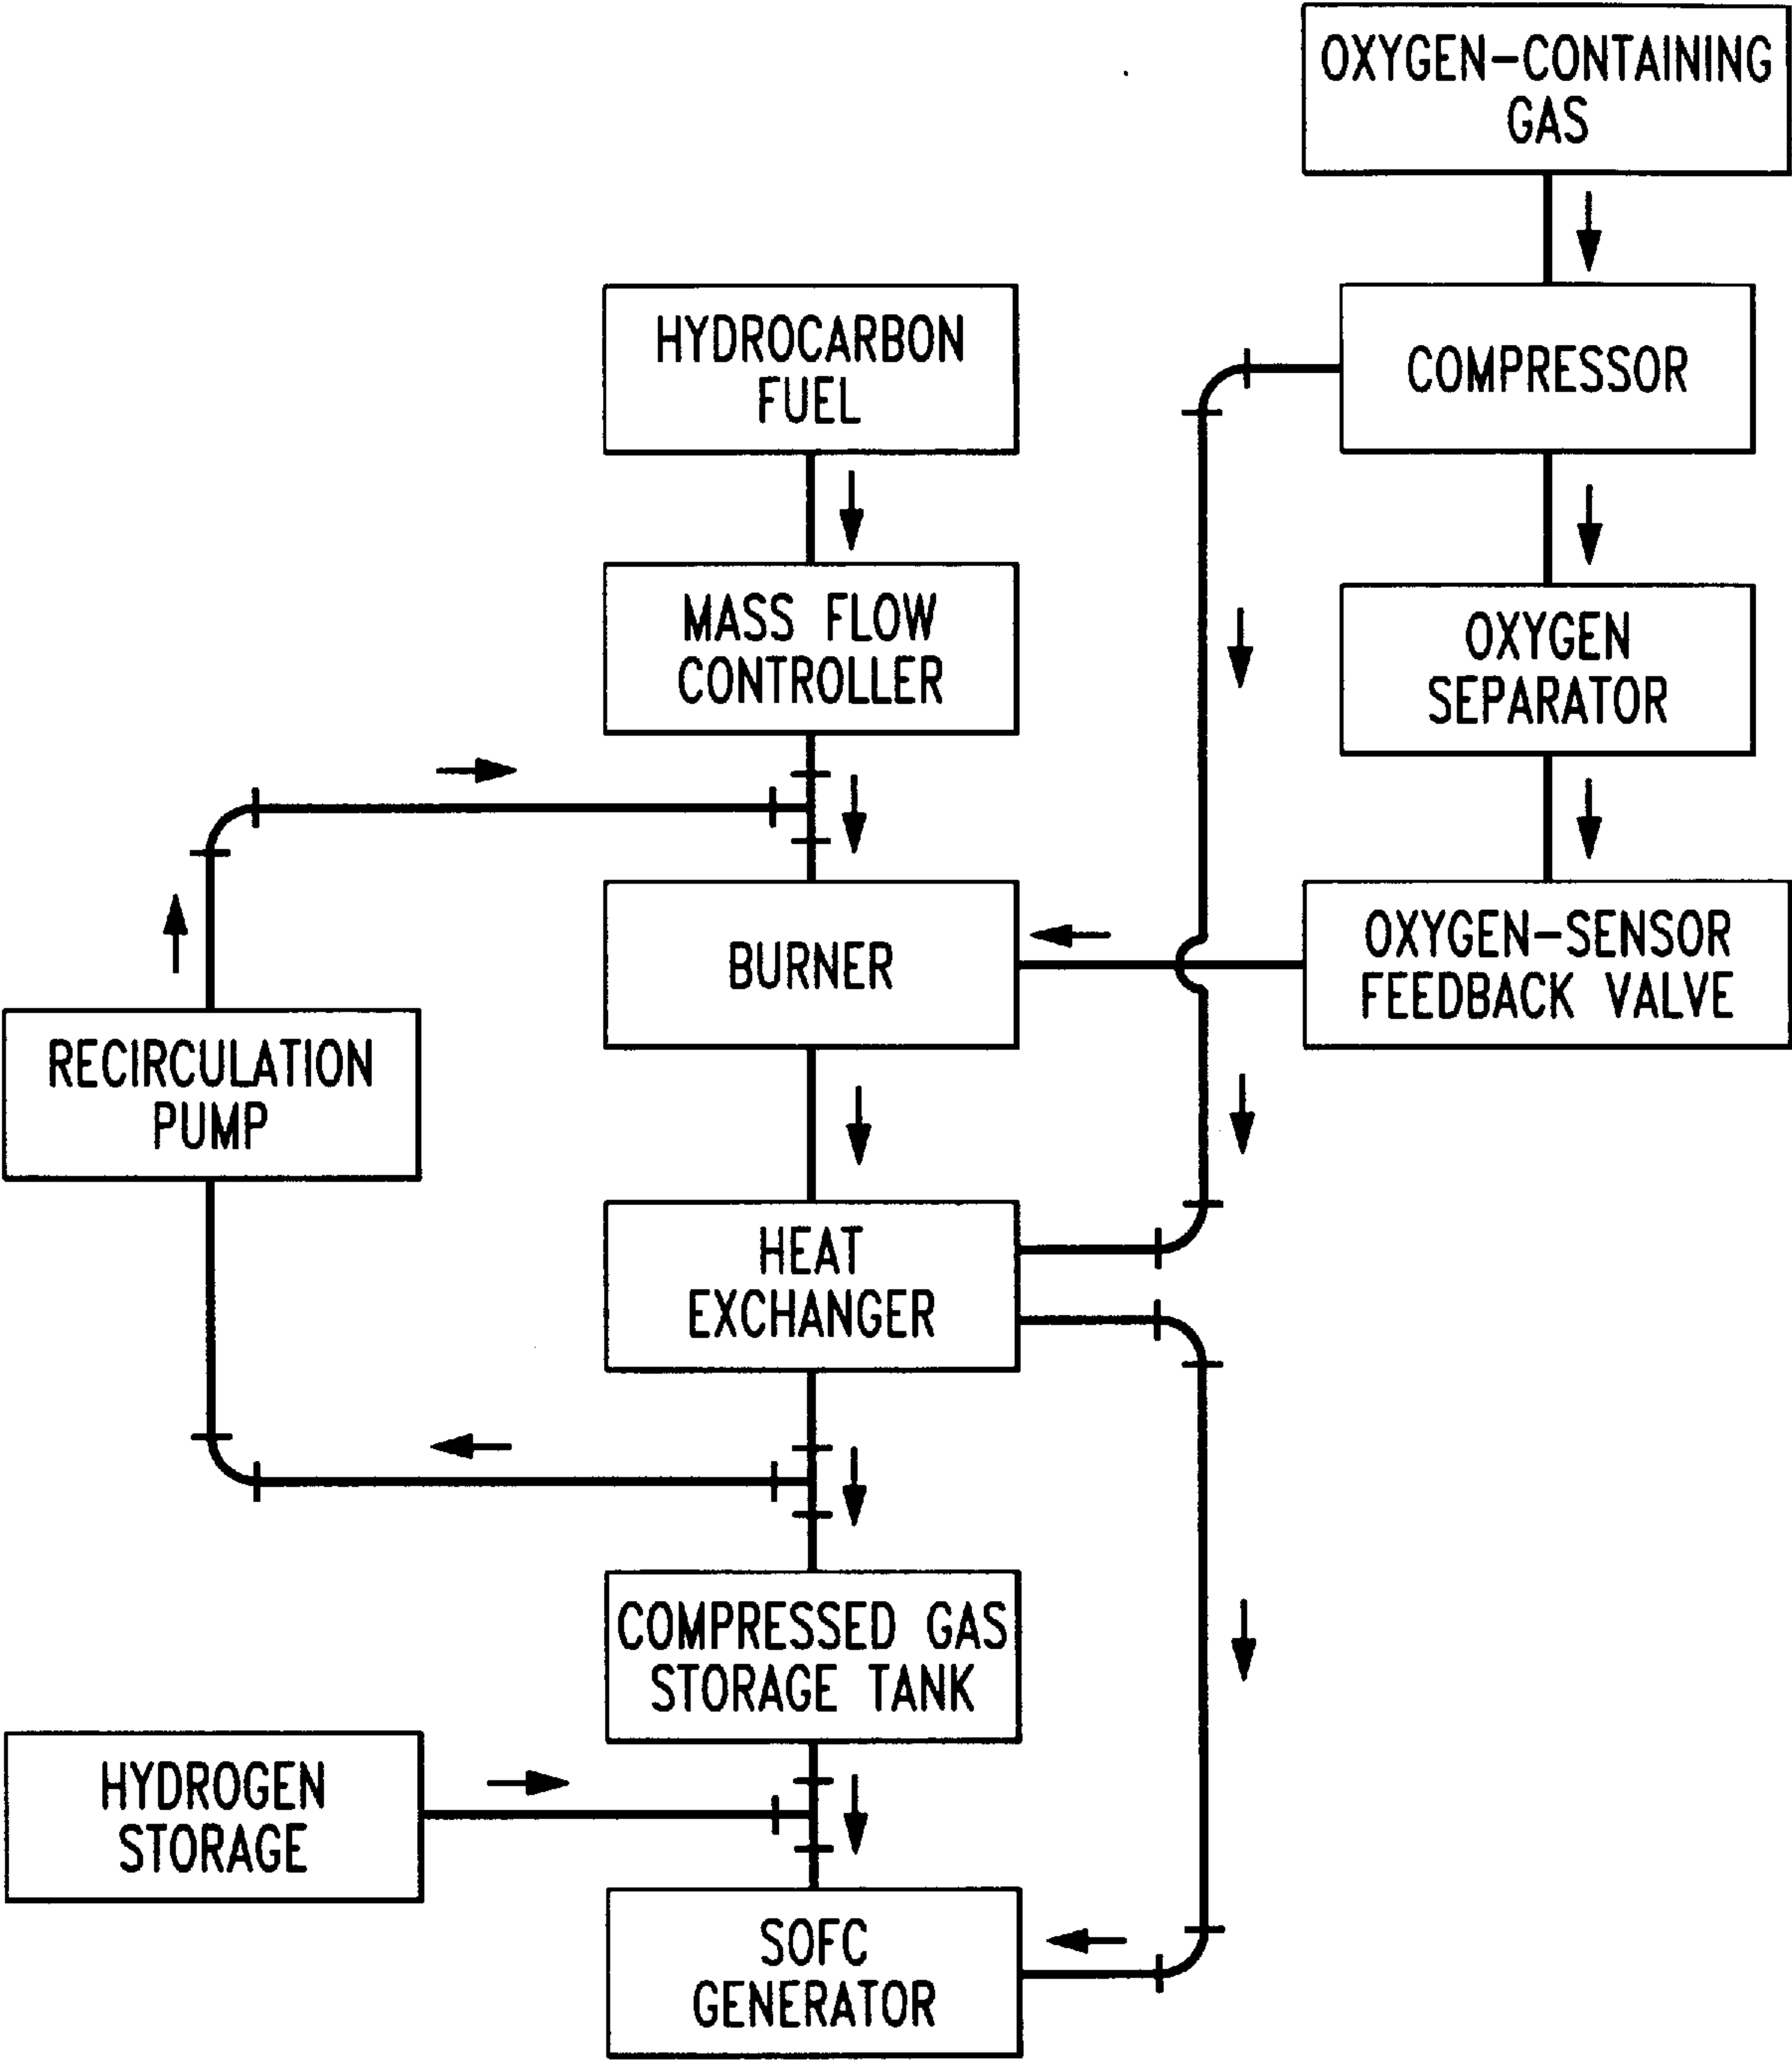 OXYGEN-CONTAINING
GAS
HYDROCARBON
FUEL
COMPRESSOR
MASS FLOW
CONTROLLER
OXYGEN
SEPARATOR
BURNER
OXYGEN-SENSOR
FEEDBACK VALVE
RECIRCULATION
PUMP
HEAT
EXCHANGER
COMPRESSED GAS
STORAGE TANK
HYDROGEN
STORAGE
SOFC
GENERATOR